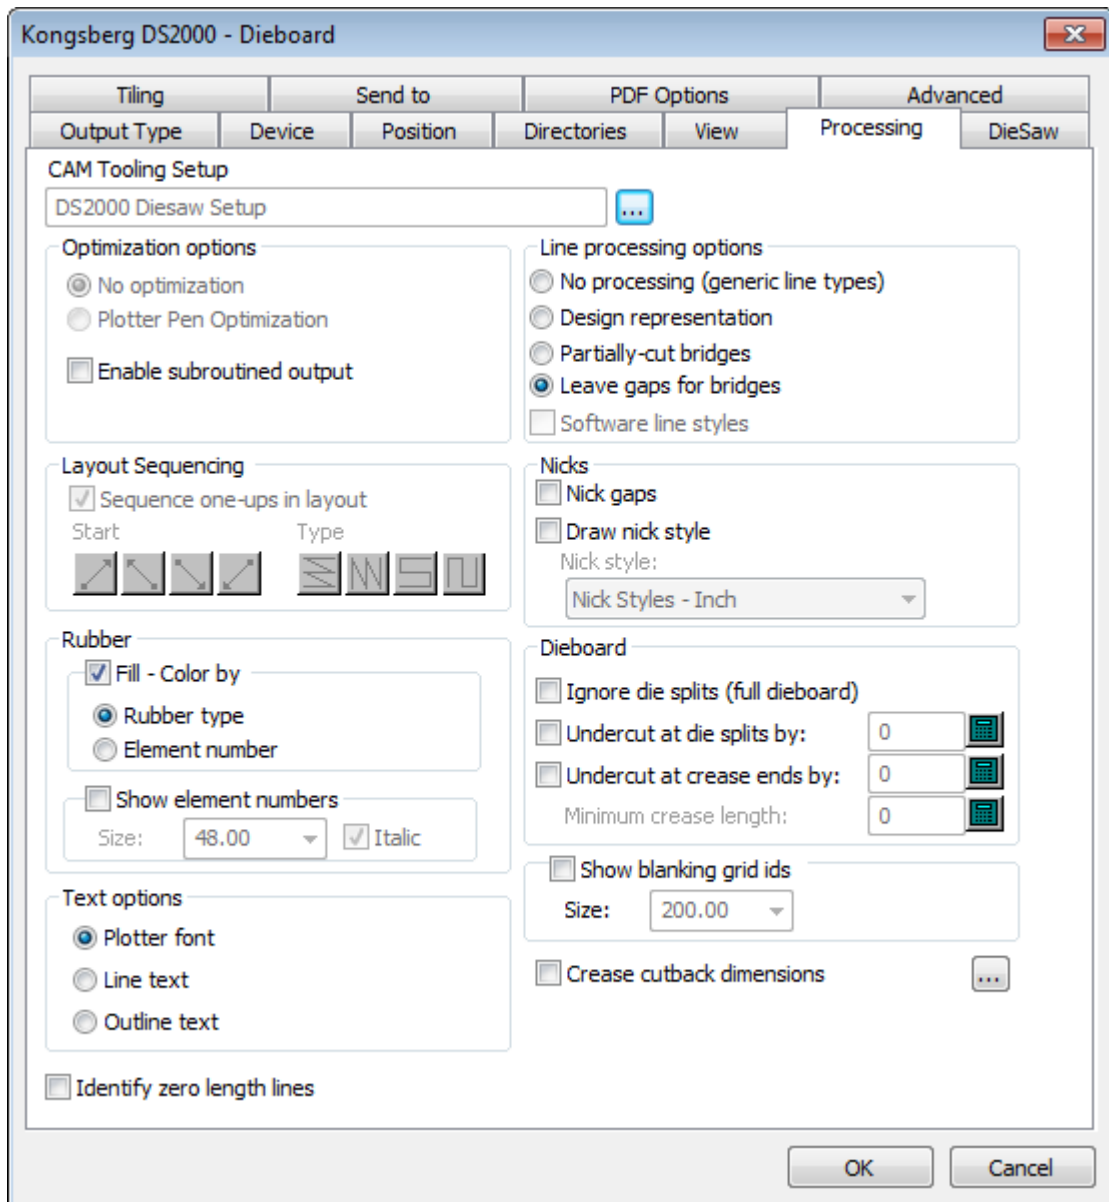 Kongsberg DS2000 - Dieboard
Tiling Send to PDF Options Advanced
Output Type Device Position Directories View Processing DieSaw
CAM Tooling Setup
DS2000 Diesaw Setup ...
Optimization options
No optimization
Plotter Pen Optimization
Enable subroutined output
Line processing options
No processing (generic line types)
Design representation
Partially-cut bridges
Leave gaps for bridges
Software line styles
Layout Sequencing
Sequence one-ups in layout
Start Type
Nicks
Nick gaps
Draw nick style
Nick style:
Nick Styles - Inch
Rubber
Fill - Color by
Rubber type
Element number
Show element numbers
Size: 48.00 Italic
Dieboard
Ignore die splits (full dieboard)
Undercut at die splits by: 0
Undercut at crease ends by: 0
Minimum crease length: 0
Show blanking grid ids
Size: 200.00
Text options
Plotter font
Line text
Outline text
Crease cutback dimensions ...
Identify zero length lines
OK Cancel